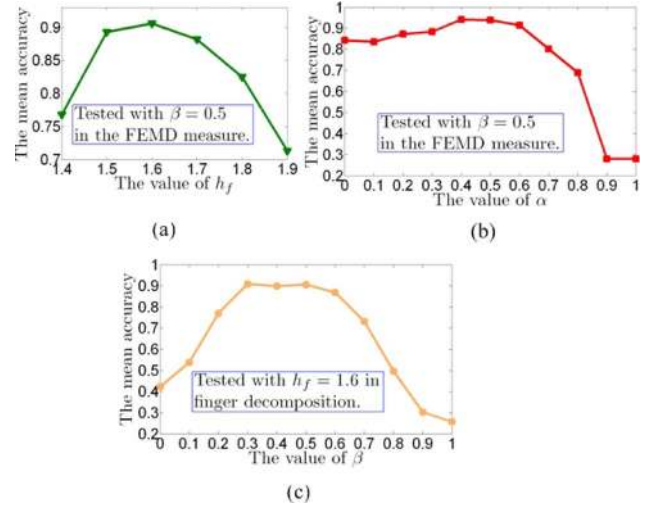 The mean accuracy
0.9
0.85
0.8
0.75
0.7
Tested with β = 0.5
in the FEMD measure.
1.4 1.5 1.6 1.7 1.8 1.9
The value of h_f
(a)
The mean accuracy
1
0.9
0.8
0.7
0.6
0.5
0.4
0.3
0.2
Tested with β = 0.5
in the FEMD measure.
0 0.1 0.2 0.3 0.4 0.5 0.6 0.7 0.8 0.9 1
The value of α
(b)
The mean accuracy
1
0.9
0.8
0.7
0.6
0.5
0.4
0.3
0.2
Tested with h_f = 1.6 in
finger decomposition.
0 0.1 0.2 0.3 0.4 0.5 0.6 0.7 0.8 0.9 1
The value of β
(c)